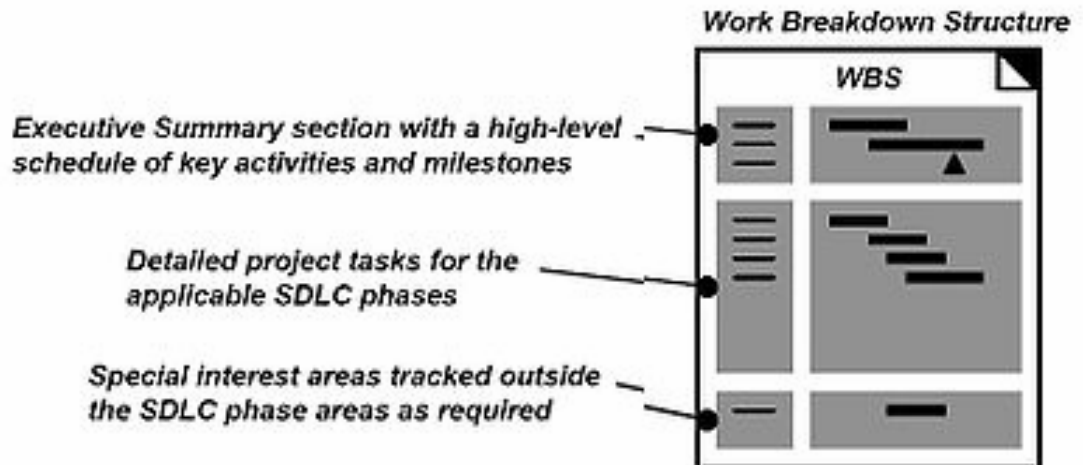 Work Breakdown Structure
WBS
Executive Summary section with a high-level
schedule of key activities and milestones
Detailed project tasks for the
applicable SDLC phases
Special interest areas tracked outside
the SDLC phase areas as required